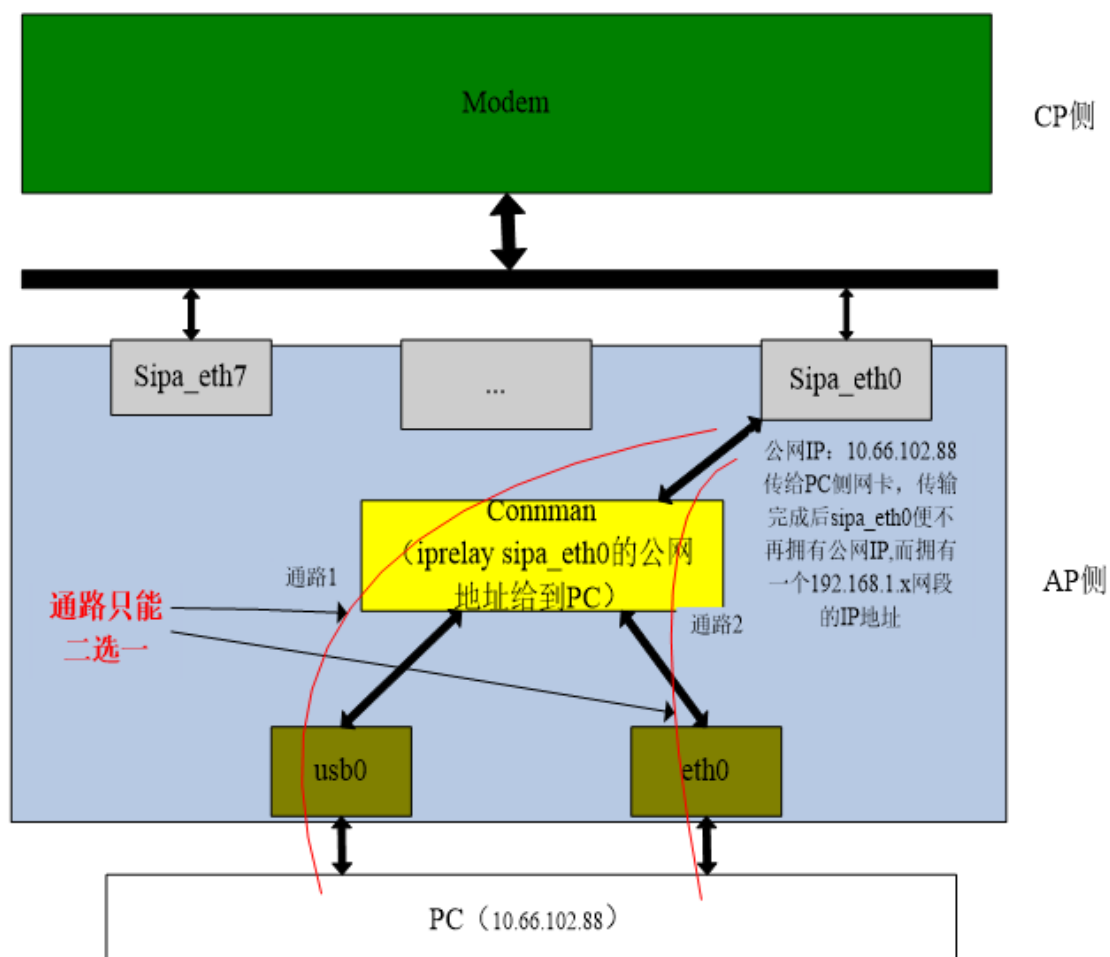 Modem
CP侧
Sipa_eth7
...
Sipa_eth0
公网IP：10.66.102.88
传给PC侧网卡，传输
完成后sipa_eth0便不
再拥有公网IP,而拥有
一个192.168.1.x网段
的IP地址
Connman
（iprelay sipa_eth0的公网
地址给到PC）
AP侧
通路1
通路只能
二选一
通路2
usb0
eth0
PC（10.66.102.88）